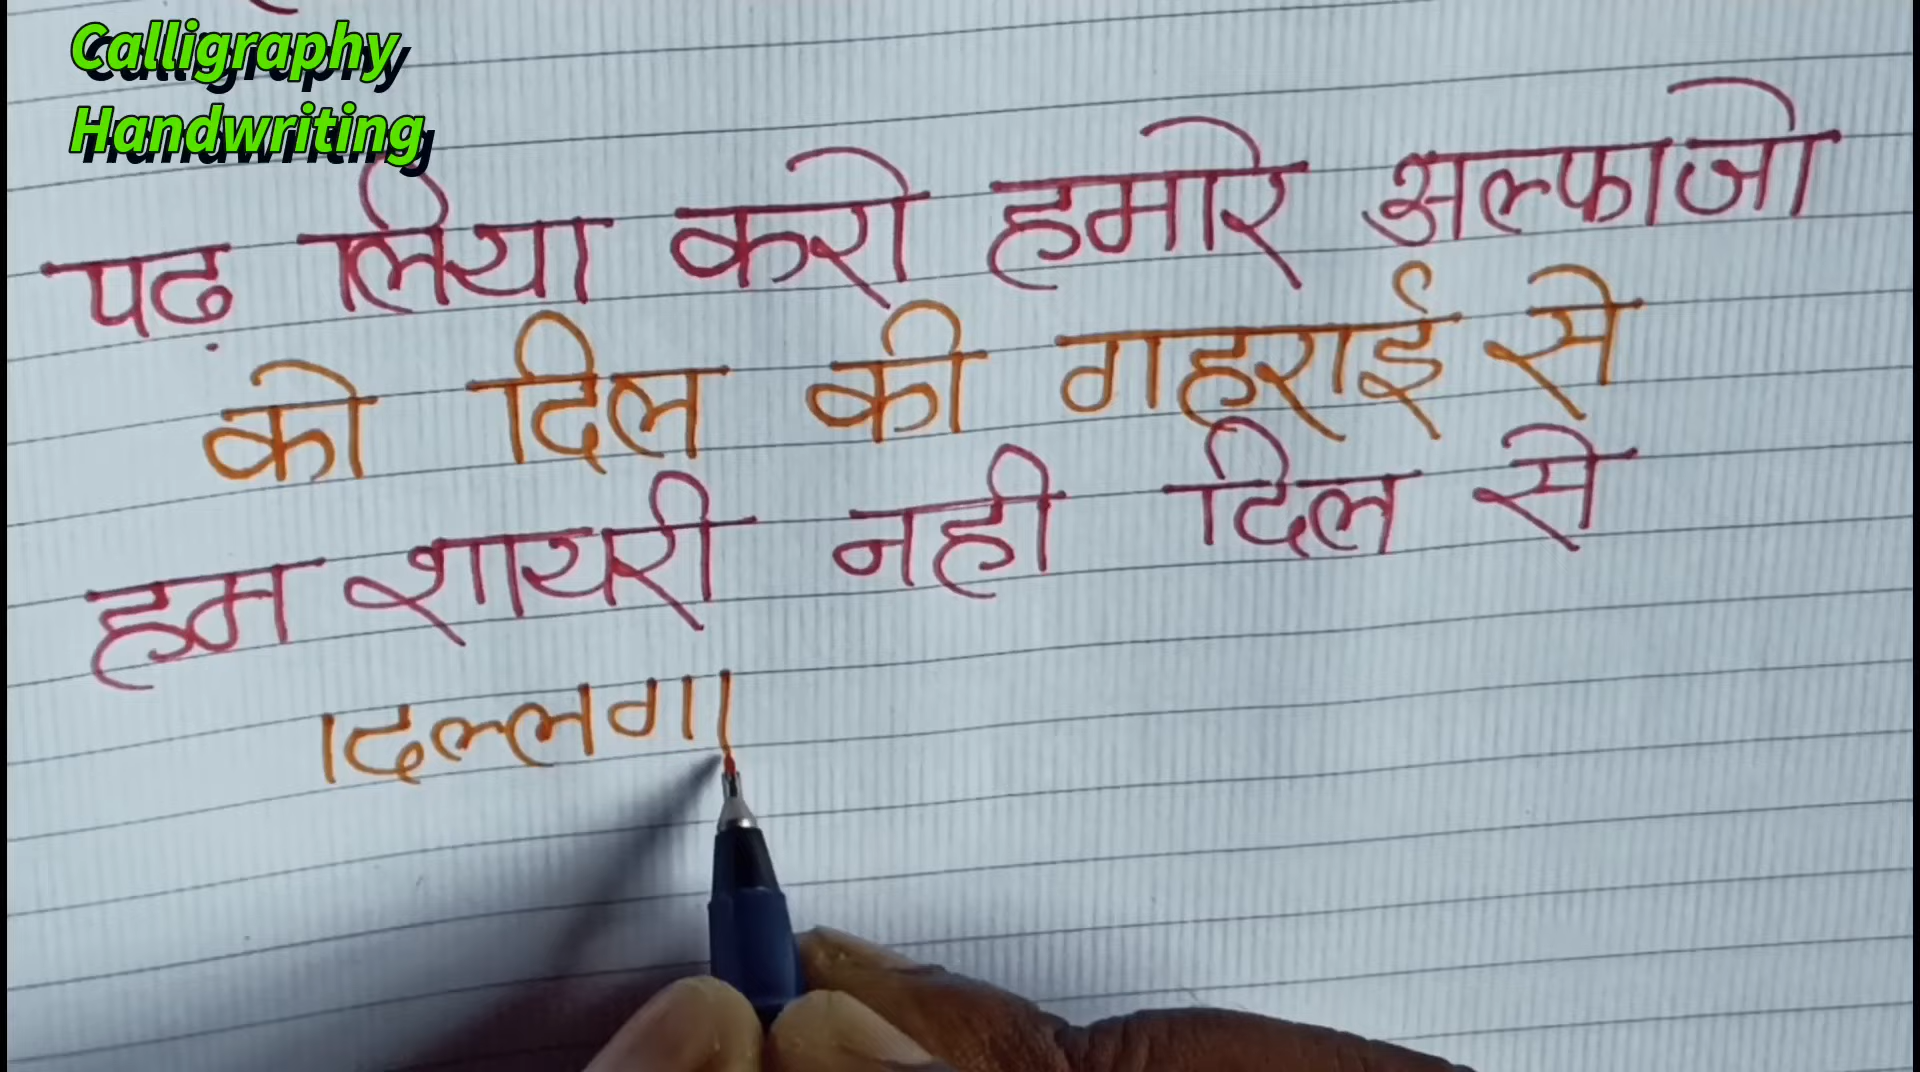 Calligraphy
Handwriting
पढ़ लिया करो हमारे अल्फाजो
को दिल की गहराई से
हम शायरी नही दिल से
दिल्लगा